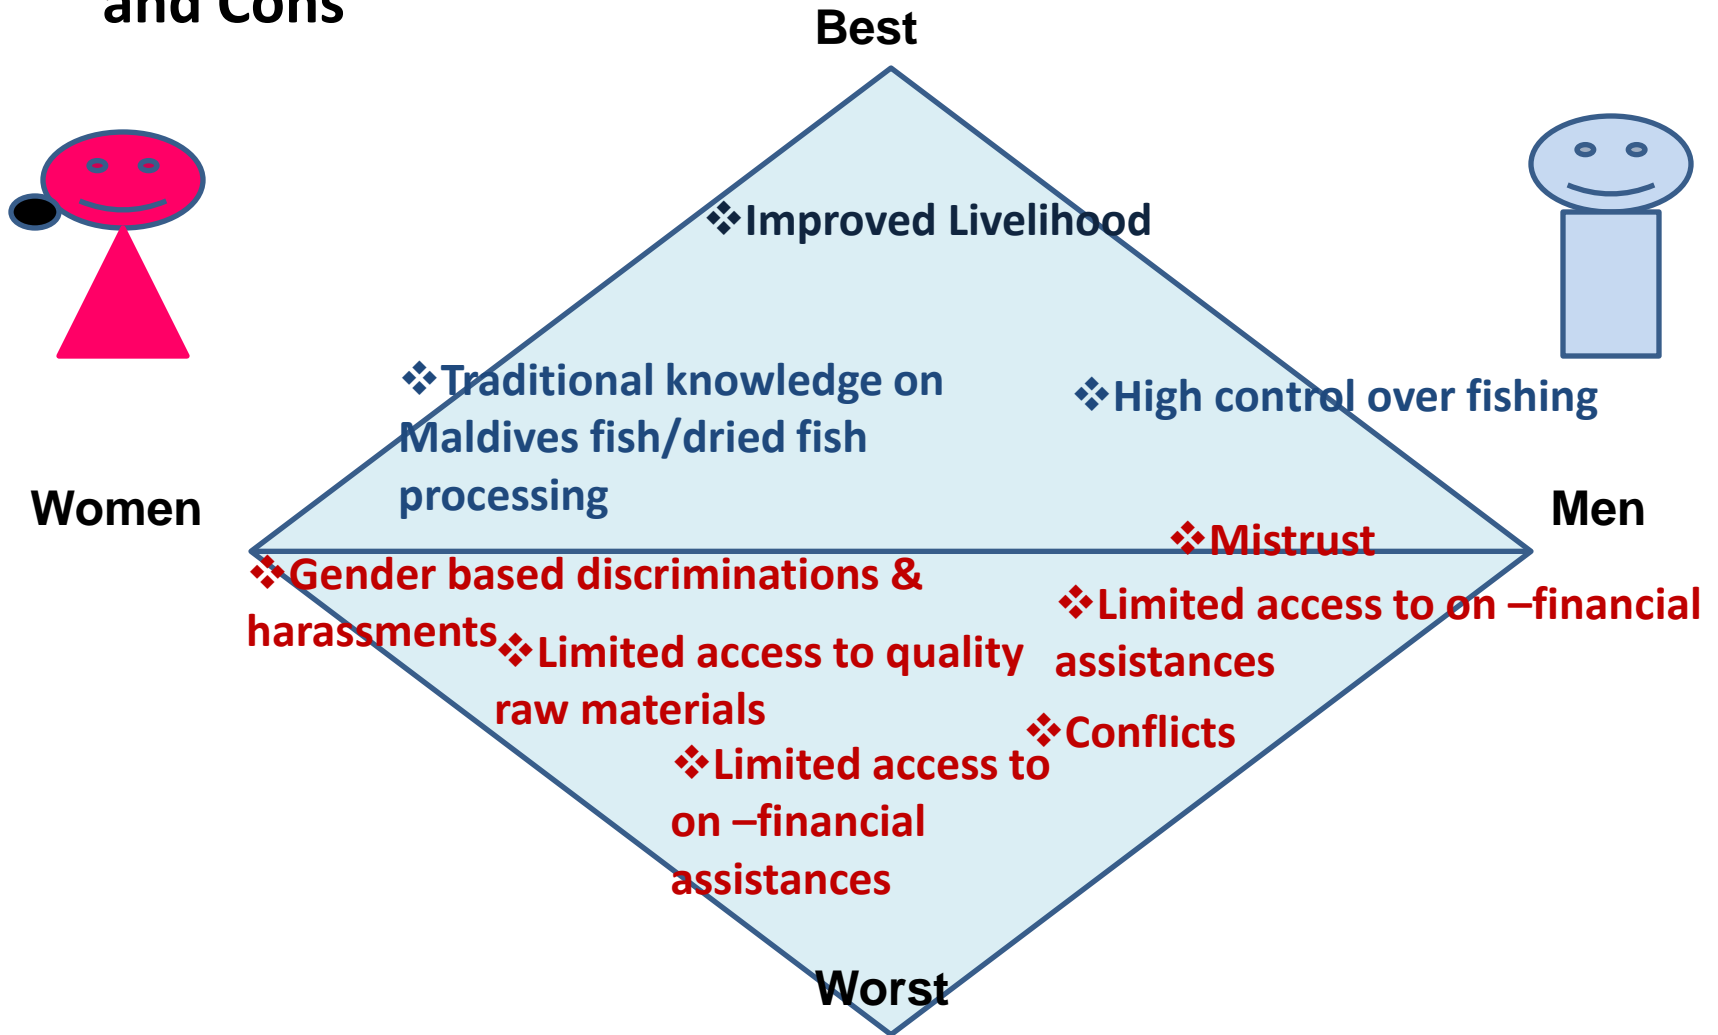 and Cons
Best
❖Improved Livelihood
❖Traditional knowledge on
Maldives fish/dried fish
processing
❖High control over fishing
Women
Men
❖Mistrust
❖Gender based discriminations &
harassments
❖Limited access to on –financial
assistances
❖Limited access to quality
raw materials
❖Conflicts
❖Limited access to
on –financial
assistances
Worst